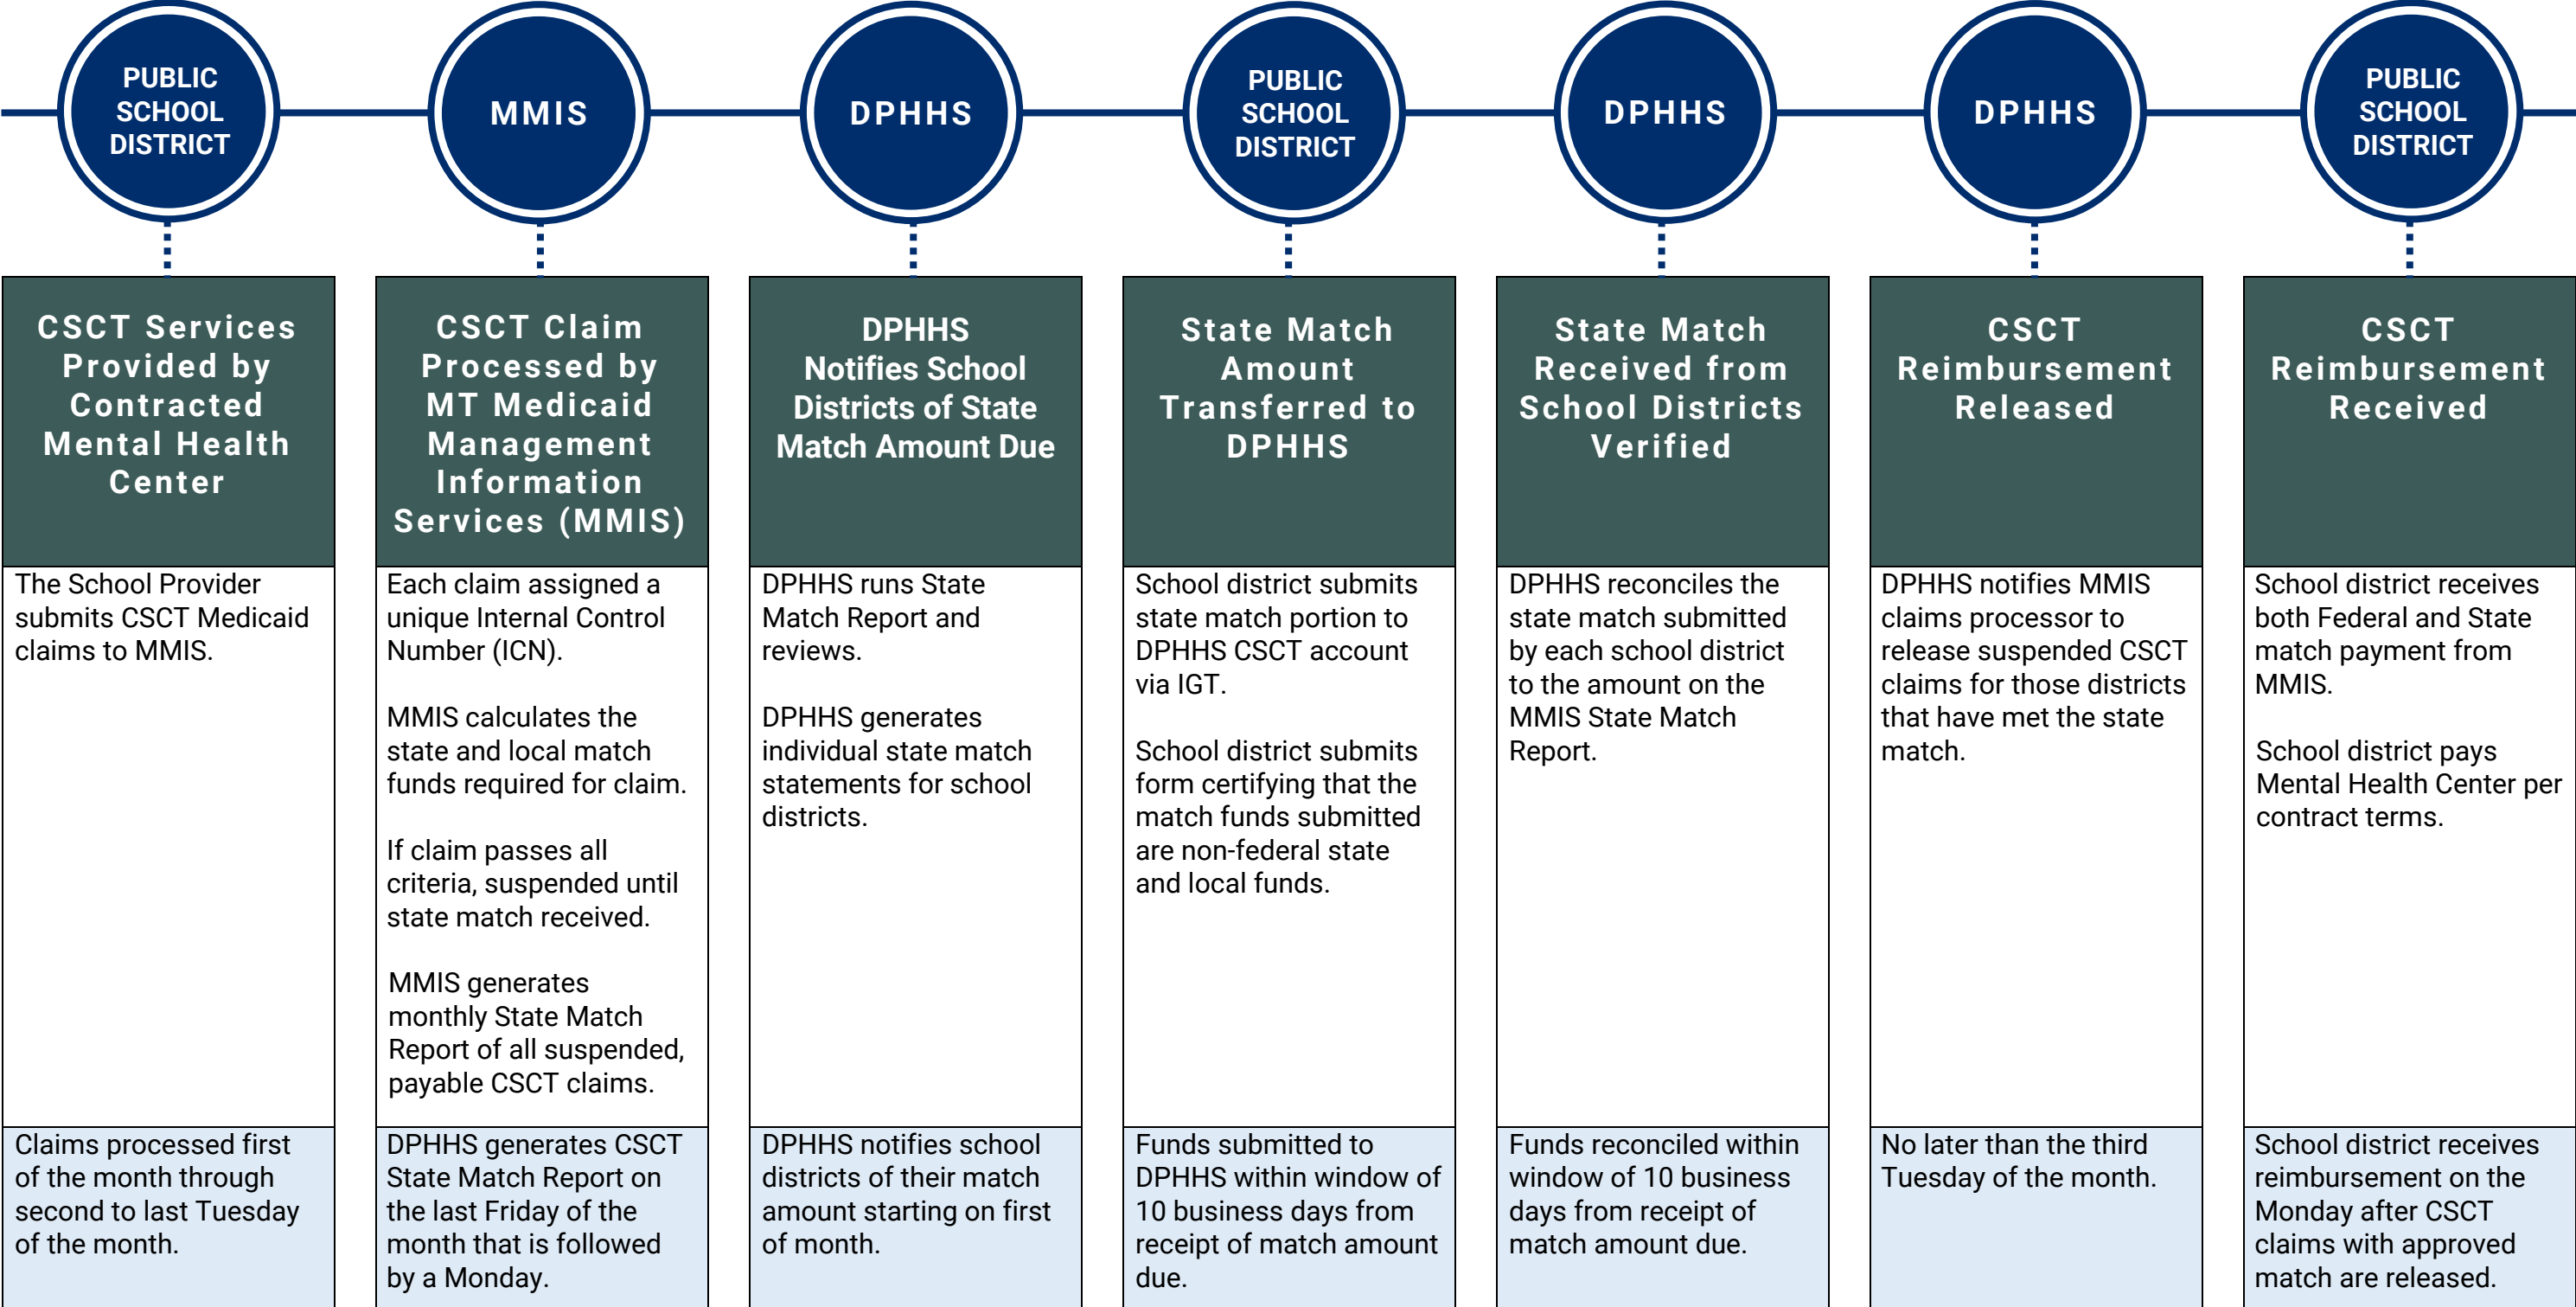 PUBLIC
SCHOOL
DISTRICT
MMIS
DPHHS
PUBLIC
SCHOOL
DISTRICT
DPHHS
DPHHS
PUBLIC
SCHOOL
DISTRICT
CSCT Services
Provided by
Contracted
Mental Health
Center
The School Provider
submits CSCT Medicaid
claims to MMIS.
Claims processed first
of the month through
second to last Tuesday
of the month.
CSCT Claim
Processed by
MT Medicaid
Management
Information
Services (MMIS)
Each claim assigned a
unique Internal Control
Number (ICN).
MMIS calculates the
state and local match
funds required for claim.
If claim passes all
criteria, suspended until
state match received.
MMIS generates
monthly State Match
Report of all suspended,
payable CSCT claims.
DPHHS generates CSCT
State Match Report on
the last Friday of the
month that is followed
by a Monday.
DPHHS
Notifies School
Districts of State
Match Amount Due
DPHHS runs State
Match Report and
reviews.
DPHHS generates
individual state match
statements for school
districts.
DPHHS notifies school
districts of their match
amount starting on first
of month.
State Match
Amount
Transferred to
DPHHS
School district submits
state match portion to
DPHHS CSCT account
via IGT.
School district submits
form certifying that the
match funds submitted
are non-federal state
and local funds.
Funds submitted to
DPHHS within window of
10 business days from
receipt of match amount
due.
State Match
Received from
School Districts
Verified
DPHHS reconciles the
state match submitted
by each school district
to the amount on the
MMIS State Match
Report.
Funds reconciled within
window of 10 business
days from receipt of
match amount due.
CSCT
Reimbursement
Released
DPHHS notifies MMIS
claims processor to
release suspended CSCT
claims for those districts
that have met the state
match.
No later than the third
Tuesday of the month.
CSCT
Reimbursement
Received
School district receives
both Federal and State
match payment from
MMIS.
School district pays
Mental Health Center per
contract terms.
School district receives
reimbursement on the
Monday after CSCT
claims with approved
match are released.